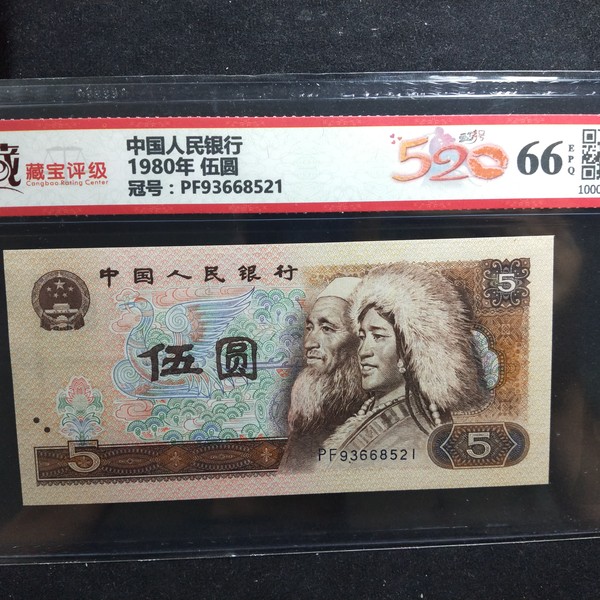 藏
藏宝评级
Cangbao Rating Center
中国人民银行
1980年 伍圆
冠号:PF93668521
520
66
EPQ
1000
中国人民银行
5
伍圆
5
PF93668521
5